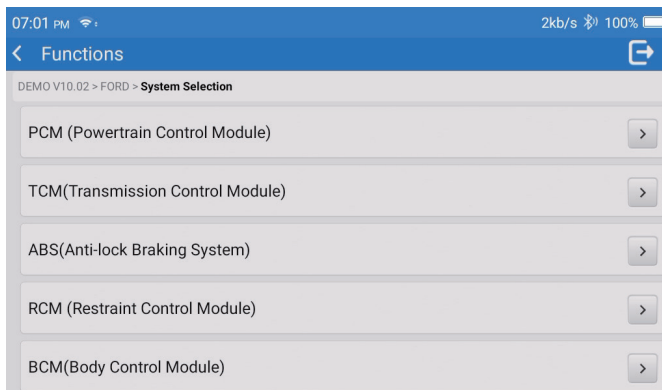 07:01 PM 2kb/s 100%
Functions
DEMO V10.02 > FORD > System Selection
PCM (Powertrain Control Module)
TCM(Transmission Control Module)
ABS(Anti-lock Braking System)
RCM (Restraint Control Module)
BCM(Body Control Module)